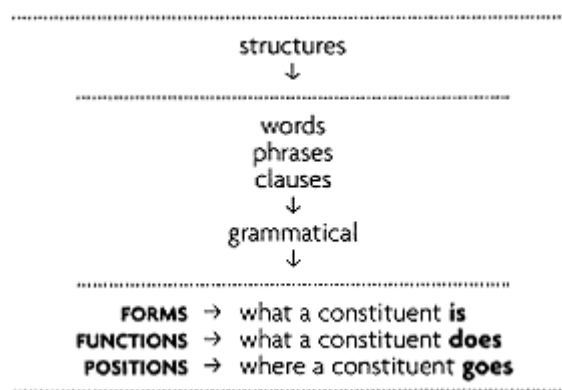 structures
↓
words
phrases
clauses
↓
grammatical
↓
FORMS → what a constituent is
FUNCTIONS → what a constituent does
POSITIONS → where a constituent goes